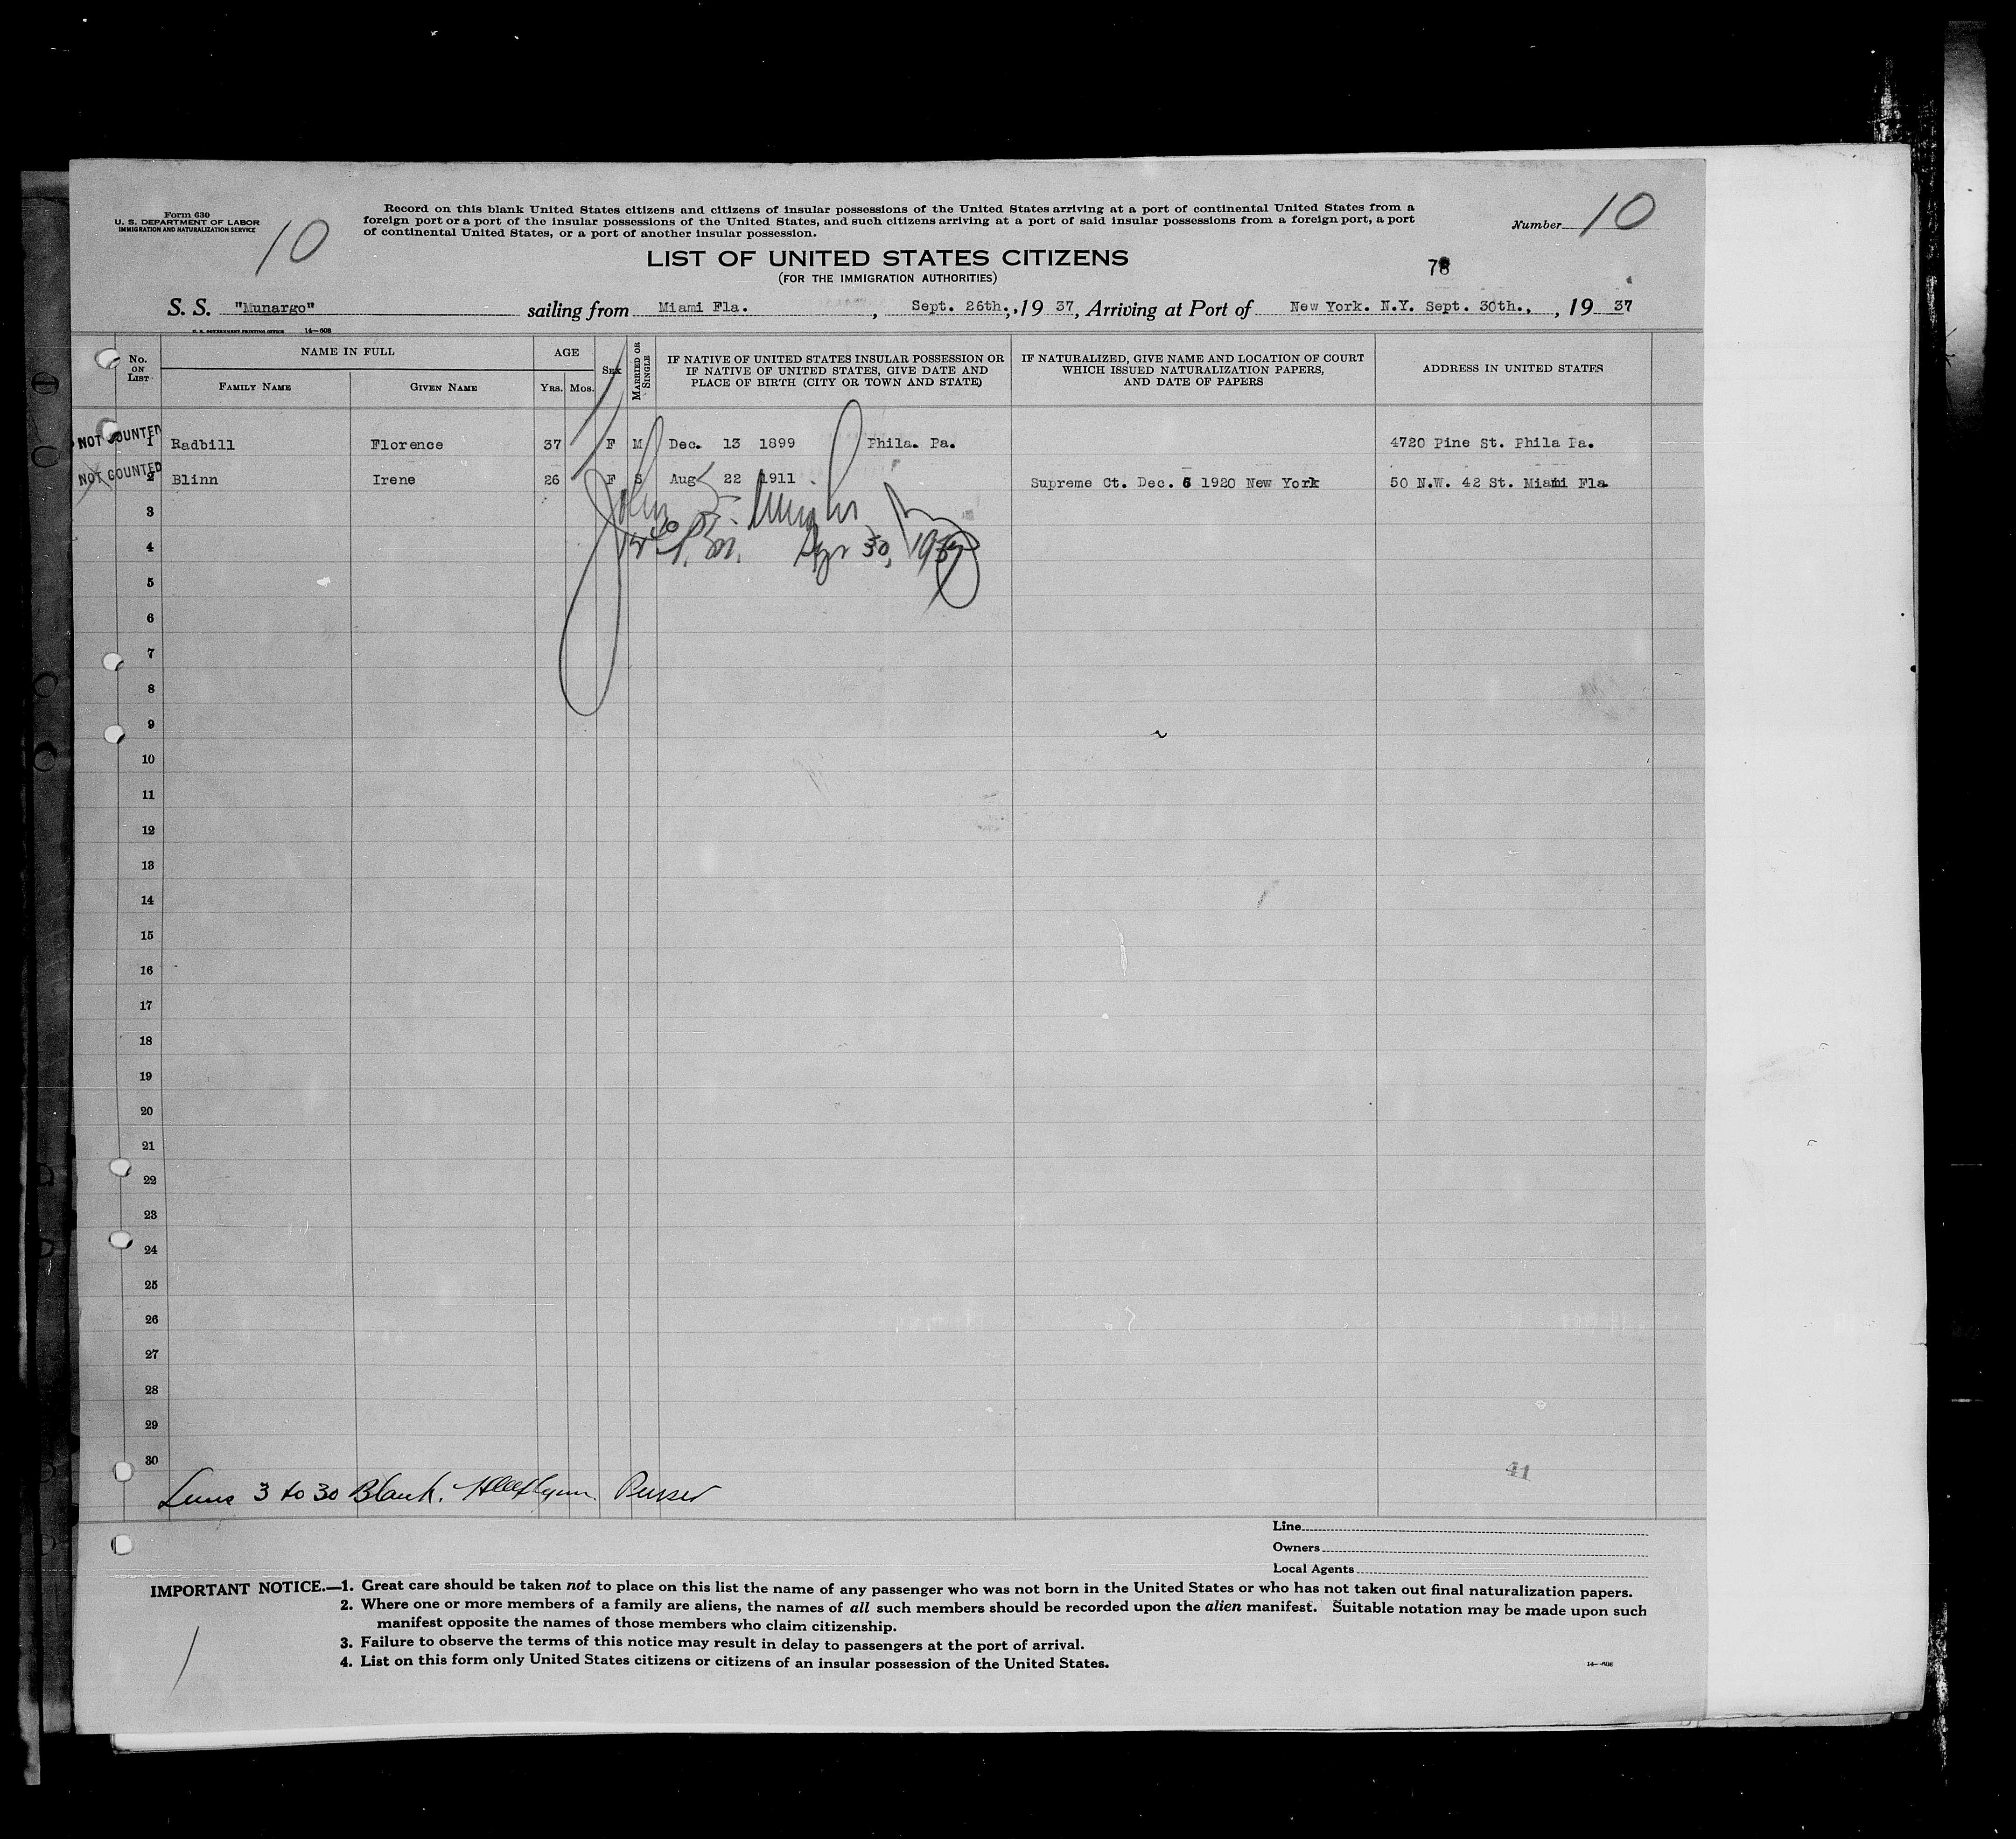 Form 630
U. S. DEPARTMENT OF LABOR
IMMIGRATION AND NATURALIZATION SERVICE
10
Record on this blank United States citizens and citizens of insular possessions of the United States arriving at a port of continental United States from a
foreign port or a port of the insular possessions of the United States, and such citizens arriving at a port of said insular possessions from a foreign port, a port
of continental United States, or a port of another insular possession.
Number 10
LIST OF UNITED STATES CITIZENS
(FOR THE IMMIGRATION AUTHORITIES)
S. S. "Munargo" sailing from Miami Fla. , Sept. 26th., , 19 37, Arriving at Port of New York. N.Y. Sept. 30th., , 19 37
U. S. GOVERNMENT PRINTING OFFICE 14—608
No. ON LIST
NAME IN FULL
FAMILY NAME
GIVEN NAME
AGE
YRS.
MOS.
SEX
MARRIED OR SINGLE
IF NATIVE OF UNITED STATES INSULAR POSSESSION OR
IF NATIVE OF UNITED STATES, GIVE DATE AND
PLACE OF BIRTH (CITY OR TOWN AND STATE)
IF NATURALIZED, GIVE NAME AND LOCATION OF COURT
WHICH ISSUED NATURALIZATION PAPERS,
AND DATE OF PAPERS
ADDRESS IN UNITED STATES
NOT COUNTED 1 Radbill Florence 37 F M Dec. 13 1899 Phila. Pa. 4720 Pine St. Phila Pa.
NOT COUNTED 2 Blinn Irene 26 F S Aug 22 1911 Supreme Ct. Dec. 6 1920 New York 50 N.W. 42 St. Miami Fla
John
30, 1937
3
4
5
6
7
8
9
10
11
12
13
14
15
16
17
18
19
20
21
22
23
24
25
26
27
28
29
30
41
Lines 3 to 30 Blank. Purser
Line
Owners
Local Agents
IMPORTANT NOTICE.—1. Great care should be taken not to place on this list the name of any passenger who was not born in the United States or who has not taken out final naturalization papers.
2. Where one or more members of a family are aliens, the names of all such members should be recorded upon the alien manifest. Suitable notation may be made upon such
manifest opposite the names of those members who claim citizenship.
3. Failure to observe the terms of this notice may result in delay to passengers at the port of arrival.
4. List on this form only United States citizens or citizens of an insular possession of the United States.
14—608